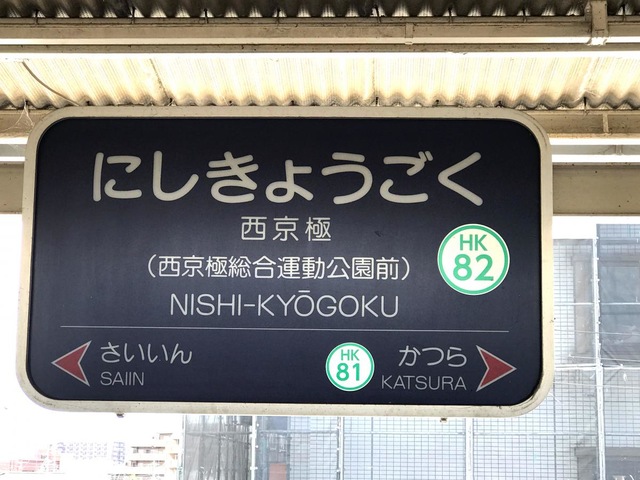 にしきょうごく
西京極
(西京極総合運動公園前)
HK
82
NISHI-KYŌGOKU
さいいん
SAIIN
HK
81
かつら
KATSURA